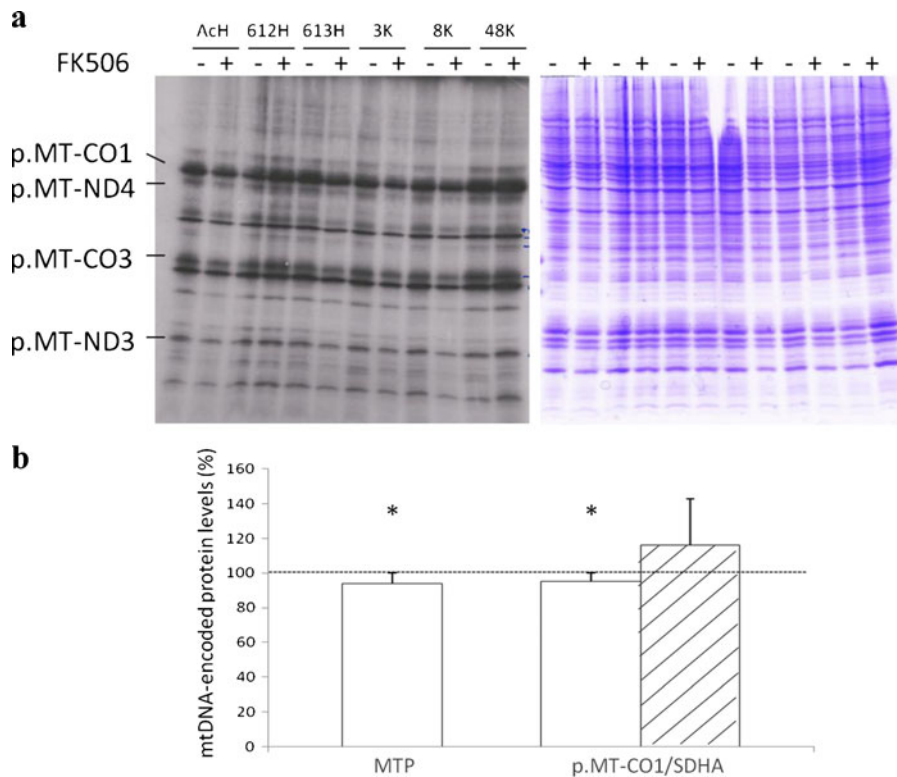 a
AcH 612H 613H 3K 8K 48K
FK506 - + - + - + - + - + - + - + - + - + - + - + - +
p.MT-CO1
p.MT-ND4
p.MT-CO3
p.MT-ND3
b
mtDNA-encoded protein levels (%)
160
140
120
100
80
60
40
20
0
* *
MTP p.MT-CO1/SDHA